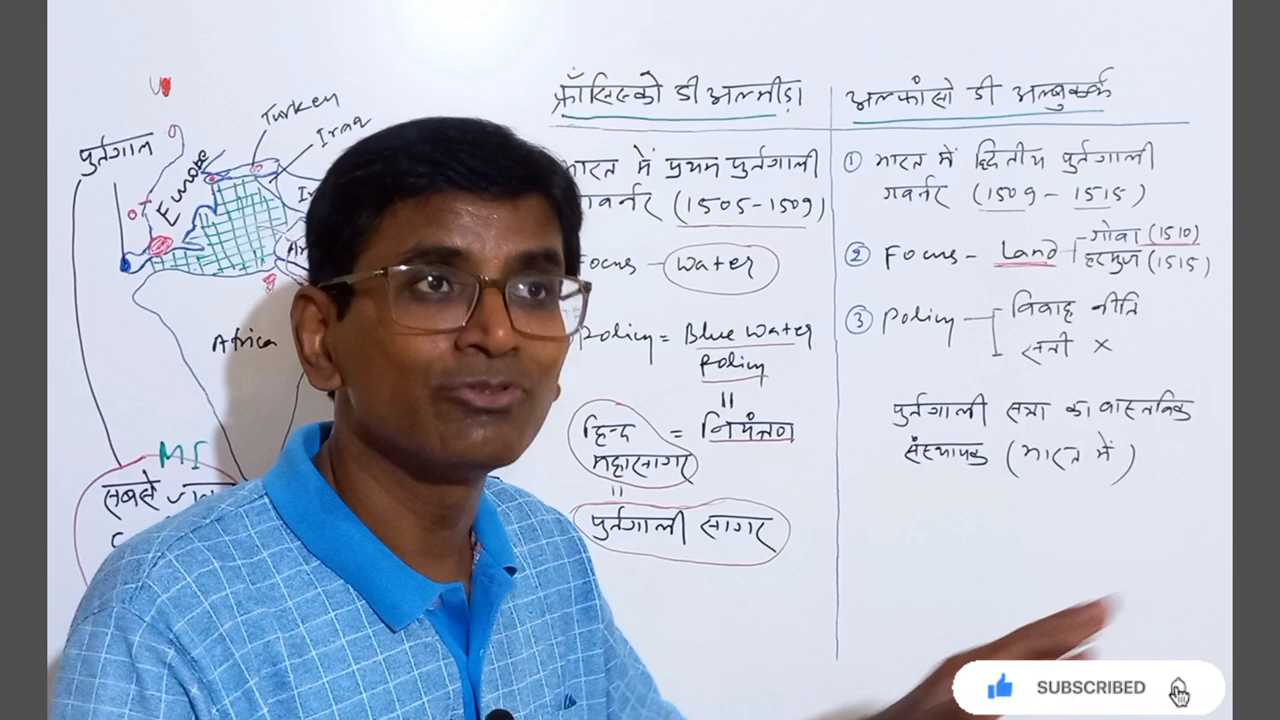 Turkey
Iraq
पुर्तगाल
Europe
Africa
MI
सबसे
फ्राँसिस्को डी अल्मीड़ा
भारत में प्रथम पुर्तगाली
गवर्नर (1505-1509)
Focus - Water
Policy = Blue Water
Policy
=
हिन्द = नियंत्रण
महासागर
=
पुर्तगाली सागर
अल्फांसो डी अल्बुकर्क
① भारत में द्वितीय पुर्तगाली
गवर्नर (1509 - 1515)
② Focus - Land - गोवा (1510)
हरमुज (1515)
③ Policy - विवाह नीति
सती ×
पुर्तगाली सत्ता का वास्तविक
संस्थापक (भारत में)
SUBSCRIBED